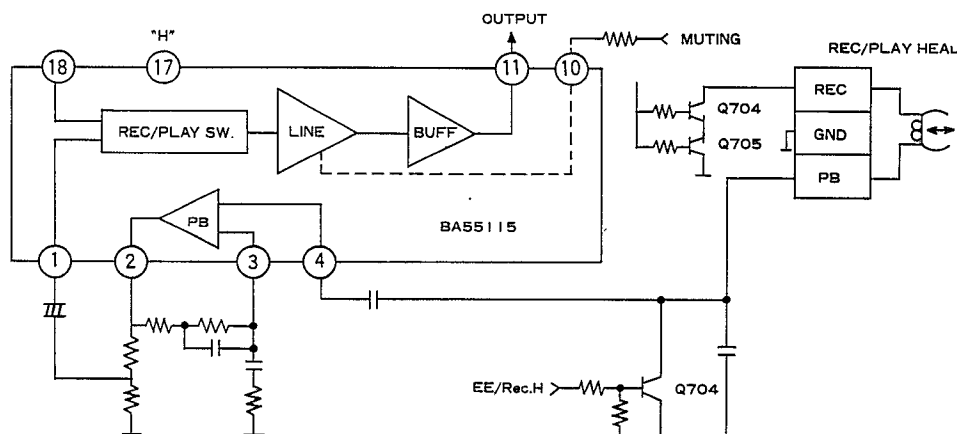 OUTPUT
"H"
MUTING
REC/PLAY HEAD
18
17
11
10
REC
Q704
REC/PLAY SW.
LINE
BUFF
GND
Q705
PB
PB
BA55115
1
2
3
4
EE/Rec.H
Q704